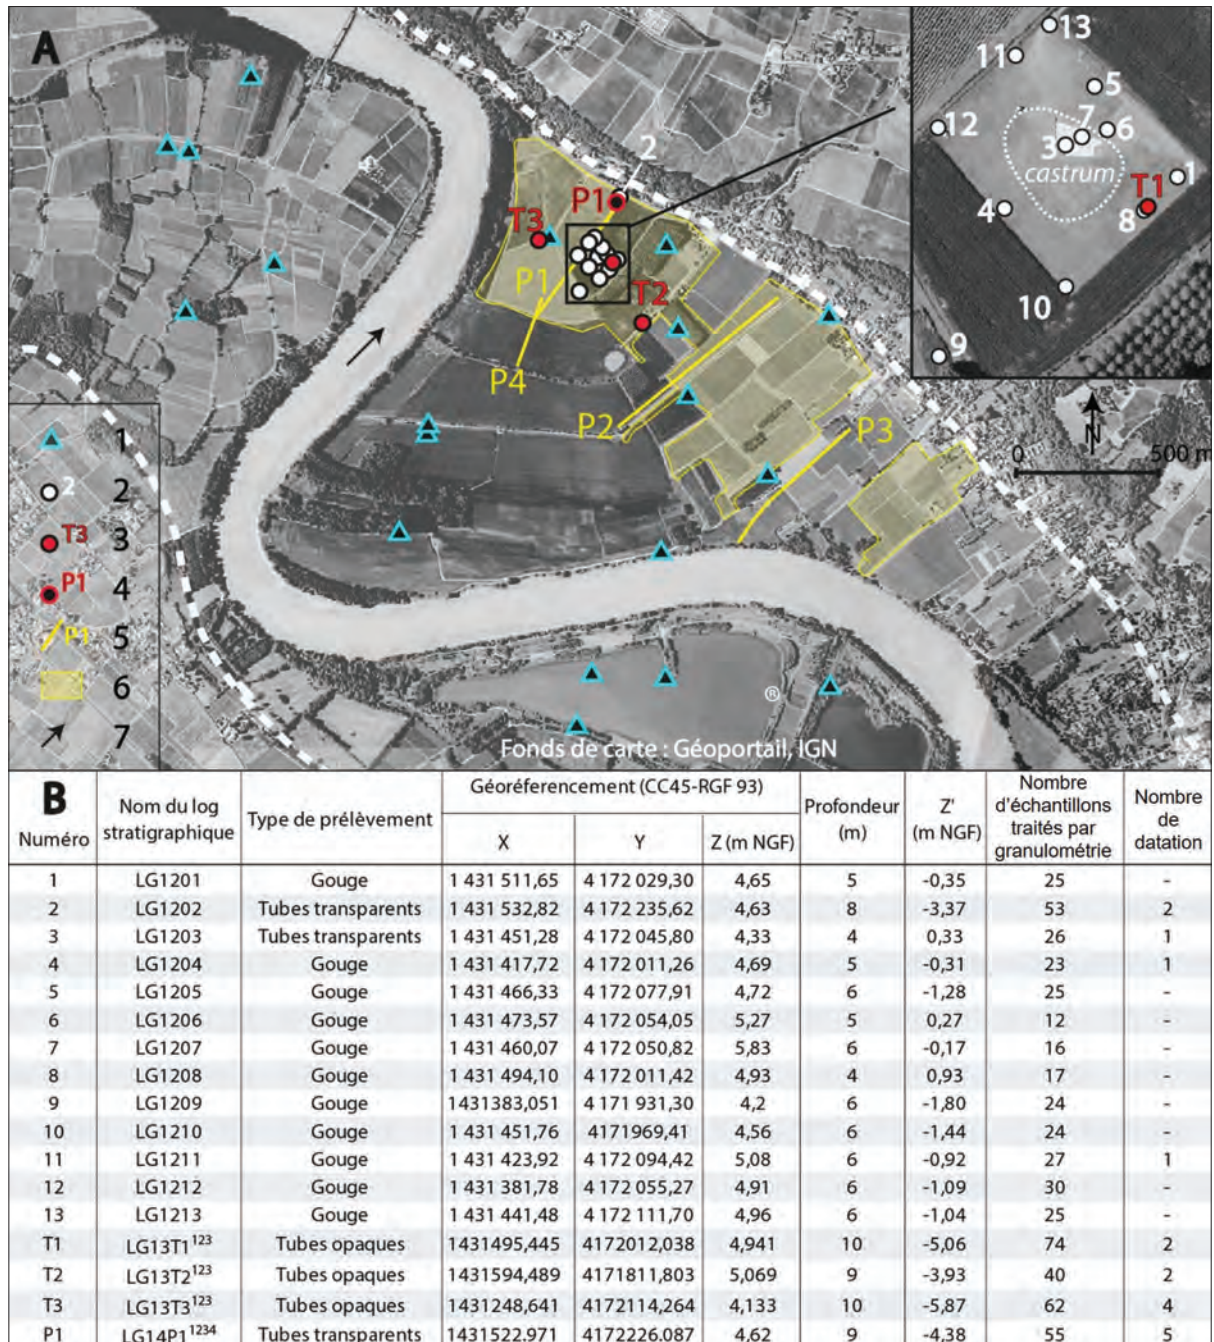 A
13
11
5
12
7
6
3
castrum
1
T1
4
8
10
9
2
P1
T3
P1
T2
P4
P2
P3
N
0 500 m
1
2 2
T3 3
P1 4
P1 5
6
7
®
Fonds de carte : Géoportail, IGN
B
Numéro Nom du log stratigraphique Type de prélèvement Géoréferencement (CC45-RGF 93) X Y Z (m NGF) Profondeur (m) Z' (m NGF) Nombre d'échantillons traités par granulométrie Nombre de datation
1 LG1201 Gouge 1 431 511,65 4 172 029,30 4,65 5 -0,35 25 -
2 LG1202 Tubes transparents 1 431 532,82 4 172 235,62 4,63 8 -3,37 53
3 LG1203 Tubes transparents 1 431 451,28 4 172 045,80 4,33 4 0,33 26 1
4 LG1204 Gouge 1 431 417,72 4 172 011,26 4,69 5 -0,31 23
5 LG1205 Gouge 1 431 466,33 4 172 077,91 4,72 6 -1,28 25 -
6 LG1206 Gouge 1 431 473,57 4 172 054,05 5,27 5 0,27 12 -
7 LG1207 Gouge 1 431 460,07 4 172 050,82 5,83 6 -0,17 16 -
8 LG1208 Gouge 1 431 494,10 4 172 011,42 4,93 4 0,93 17 -
9 LG1209 Gouge 1431383,051 4 171 931,30 4,2 6 -1,80 24 -
10 LG1210 Gouge 1 431 451,76 4171969,41 4,56 6 -1,44 -
11 LG1211 Gouge 1 431 423,92 4 172 094,42 5,08 6 -0,92 27 1
12 LG1212 Gouge 1 431 381,78 4 172 055,27 4,91 6 -1,09 -
13 LG1213 Gouge 1 431 441,48 4 172 111,70 4,96 6 -1,04 25 -
T1 LG13T1¹²³ Tubes opaques 1431495,445 4172012,038 4,941 10 -5,06 74
T2 LG13T2¹²³ Tubes opaques 1431594,489 4171811,803 5,069 9 -3,93 40 2
T3 LG13T3¹²³ Tubes opaques 1431248,641 4172114,264 4,133 10 -5,87 62 4
P1 LG14P1¹²³⁴ Tubes transparents 1431522,971 4172226,087 4,62 9 -4,38 55 5